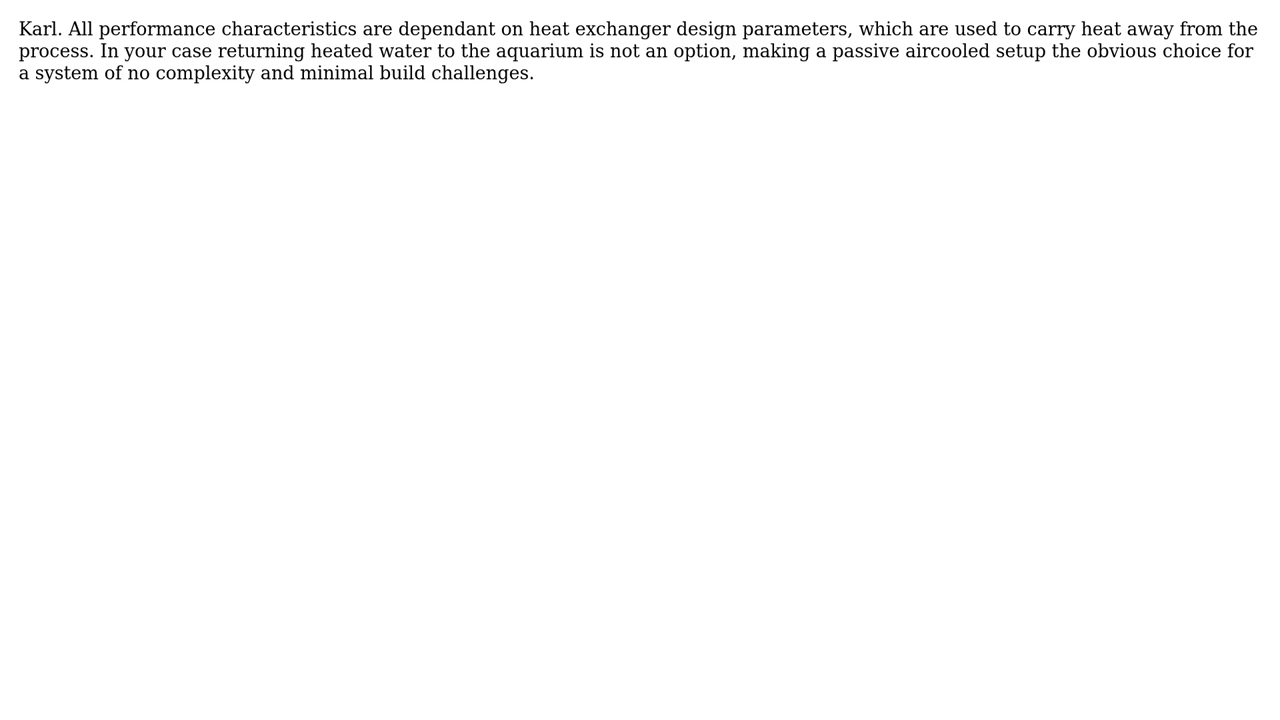 Karl. All performance characteristics are dependant on heat exchanger design parameters, which are used to carry heat away from the
process. In your case returning heated water to the aquarium is not an option, making a passive aircooled setup the obvious choice for
a system of no complexity and minimal build challenges.